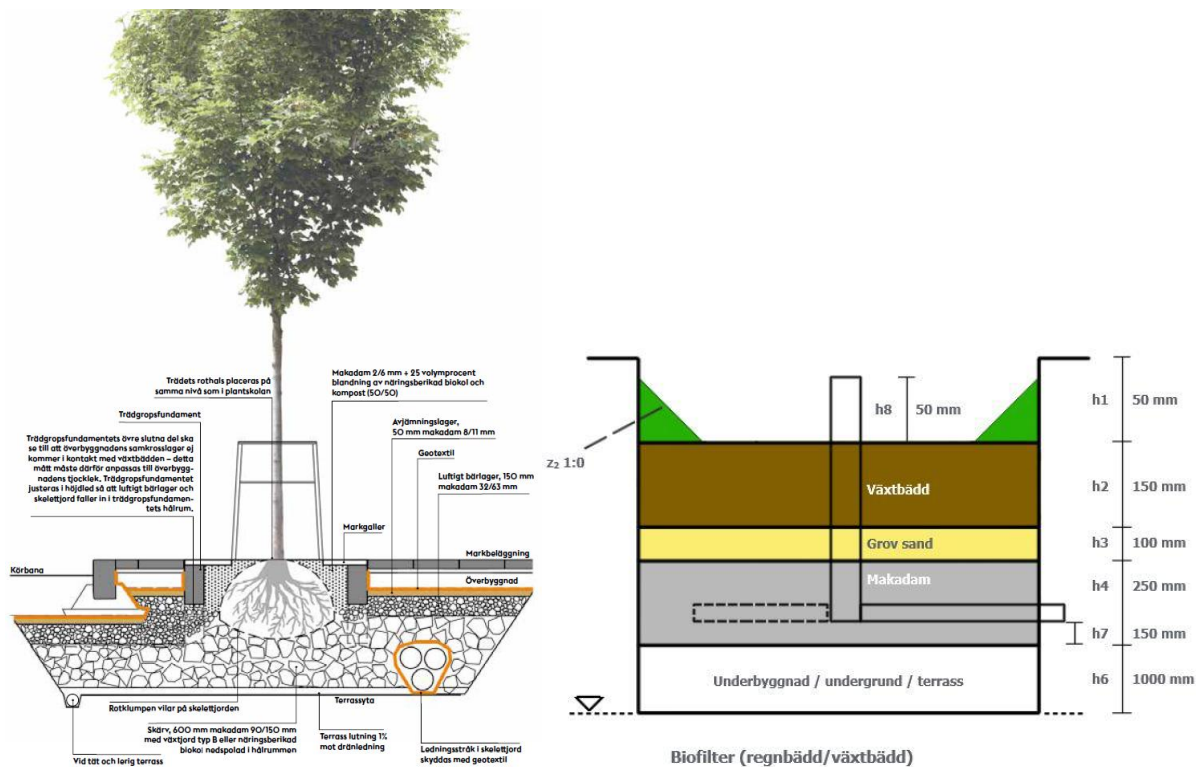 Trädets rothals placeras på
samma nivå som i plantskolan
Makadam 2/6 mm + 25 volymprocent
blandning av näringsberikad biokol och
kompost (50/50)
Trädgropsfundament
Trädgropsfundamentets övre slutna del ska
se till att överbyggnadens samkrosslager ej
kommer i kontakt med växtbädden – detta
mått måste därför anpassas till överbygg-
nadens tjocklek. Trädgropsfundamentet
justeras i höjdled så att luftigt bärlager och
skelettjord faller in i trädgropsfundamen-
tets hålrum.
Avjämningslager,
50 mm makadam 8/11 mm
Geotextil
Luftigt bärlager, 150 mm
makadam 32/63 mm
Markgaller
Markbeläggning
Körbana
Överbyggnad
Terrassyta
Rotklumpen vilar på skelettjorden
Skärv, 600 mm makadam 90/150 mm
med växtjord typ B eller näringsberikad
biokol nedspolad i hålrummen
Terrass lutning 1%
mot dränledning
Ledningsstråk i skelettjord
skyddas med geotextil
Vid tät och lerig terrass
h8 50 mm
h1 50 mm
z₂ 1:0
Växtbädd
h2 150 mm
Grov sand
h3 100 mm
Makadam
h4 250 mm
h7 150 mm
Underbyggnad / undergrund / terrass
h6 1000 mm
Biofilter (regnbädd/växtbädd)